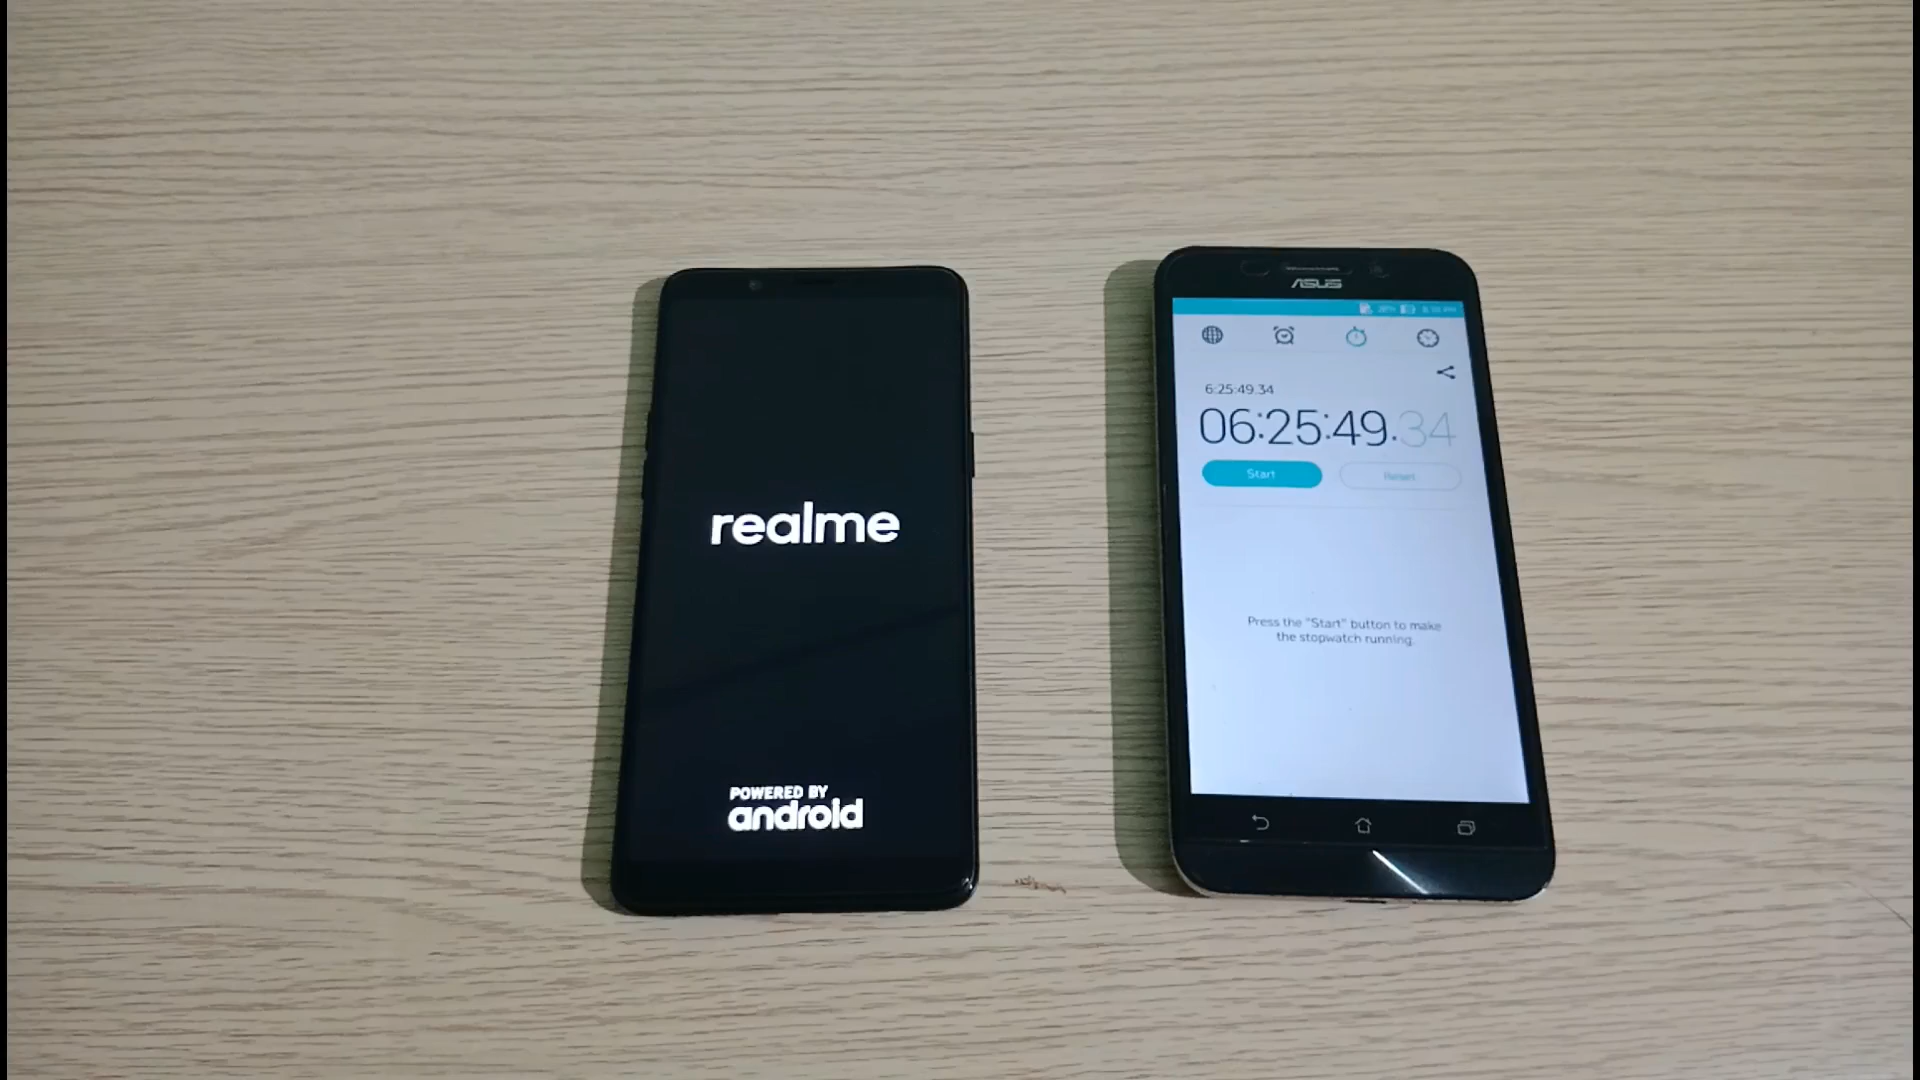 realme
POWERED BY
android
ASUS
6:25:49.34
06:25:49.34
Start
Reset
Press the "Start" button to make
the stopwatch running.